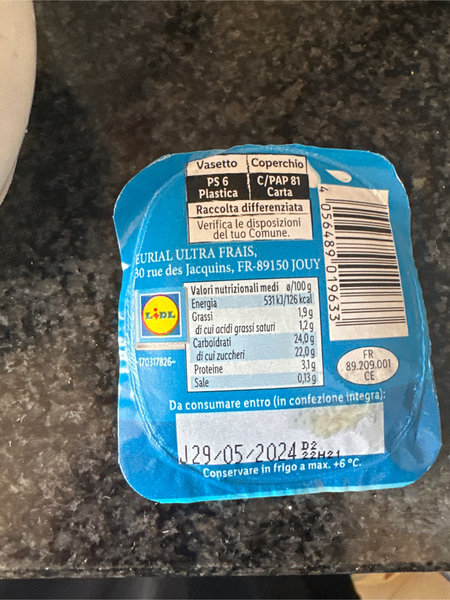 Vasetto Coperchio
PS 6 C/PAP 81
Plastica Carta
Raccolta differenziata
Verifica le disposizioni
del tuo Comune.
4 056489 019633
EURIAL ULTRA FRAIS,
30 rue des Jacquins, FR-89150 JOUY
LIDL
-170317826-
Valori nutrizionali medi ø/100 g
Energia 531 kJ/126 kcal
Grassi 1,9 g
di cui acidi grassi saturi 1,2 g
Carboidrati 24,0 g
di cui zuccheri 22,0 g
Proteine 3,1 g
Sale 0,13 g
FR
89.209.001
CE
Da consumare entro (in confezione integra):
J 29/05/2024 D2
22H21
Conservare in frigo a max. +6 °C.